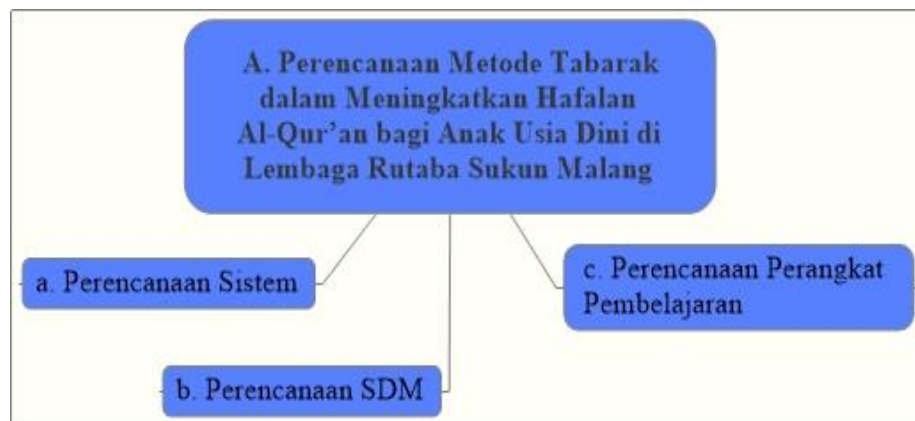 A. Perencanaan Metode Tabarak
dalam Meningkatkan Hafalan
Al-Qur’an bagi Anak Usia Dini di
Lembaga Rutaba Sukun Malang
a. Perencanaan Sistem
b. Perencanaan SDM
c. Perencanaan Perangkat
Pembelajaran